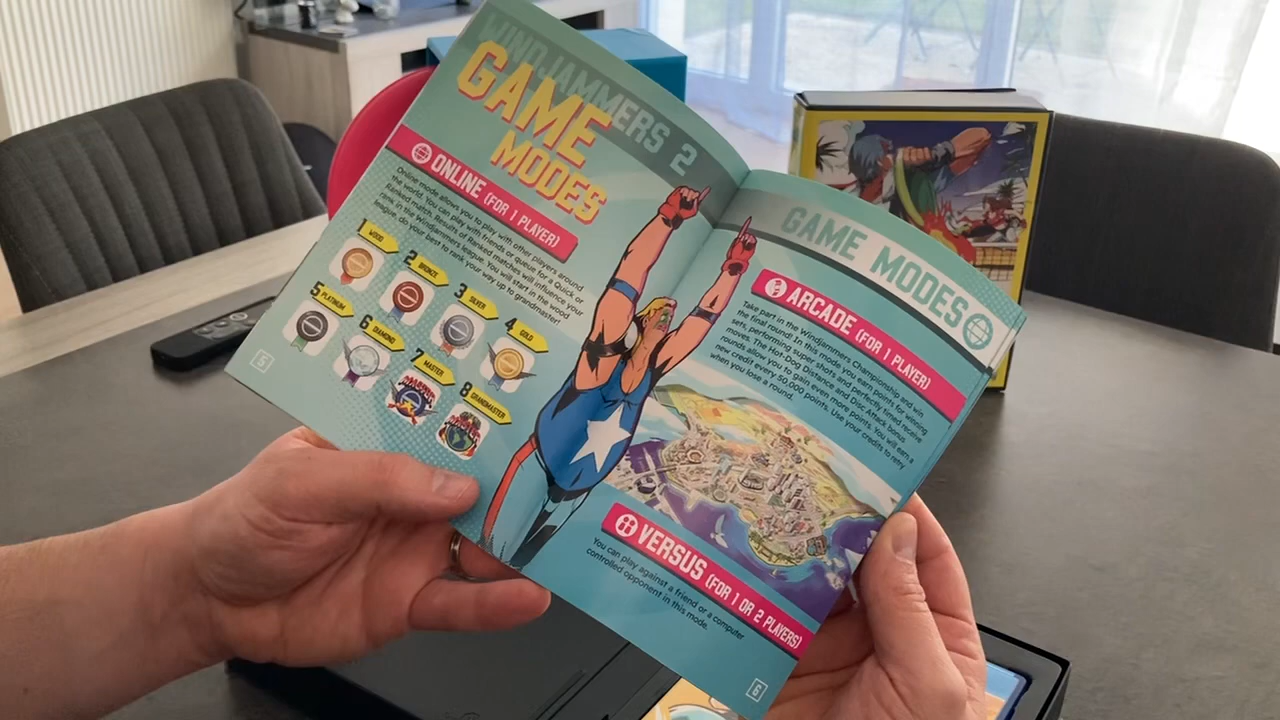 WINDJAMMERS 2
GAME
MODES
ONLINE (FOR 1 PLAYER)
Online mode allows you to play with other players around
the world. You can play with friends or queue for a Quick or
Ranked match. Results of Ranked matches will influence your
rank in the Windjammers league. You will start in the wood
league, do your best to rank your way up to grandmaster!
1 WOOD
2 BRONZE
3 SILVER
4 GOLD
5 PLATINUM
6 DIAMOND
7 MASTER
8 GRANDMASTER
5
GAME MODES
ARCADE (FOR 1 PLAYER)
Take part in the Windjammers Championship and win
the final round! In this mode you earn points for winning
sets, performing super shots and perfectly timed receive
moves. The Hot-Dog Distance and Disc Attack bonus
rounds allow you to gain even more points. You will earn a
new credit every 50,000 points. Use your credits to retry
when you lose a round.
VERSUS (FOR 1 OR 2 PLAYERS)
You can play against a friend or a computer
controlled opponent in this mode.
6